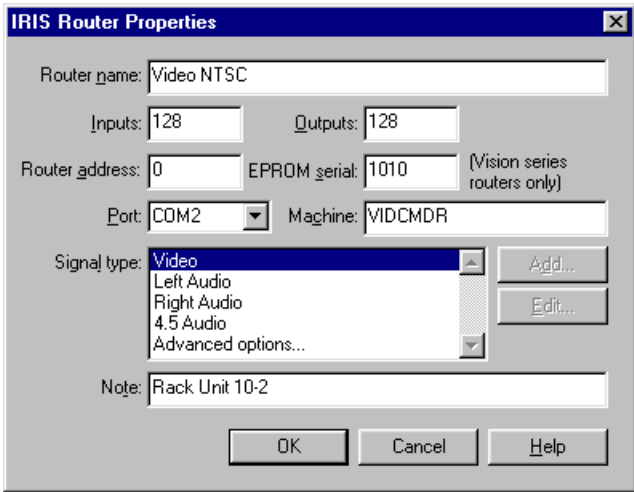 IRIS Router Properties
Router name: Video NTSC
Inputs: 128 Outputs: 128
Router address: 0 EPROM serial: 1010 (Vision series
routers only)
Port: COM2 Machine: VIDCMDR
Signal type: Video Add...
Left Audio
Right Audio Edit...
4.5 Audio
Advanced options...
Note: Rack Unit 10-2
OK Cancel Help